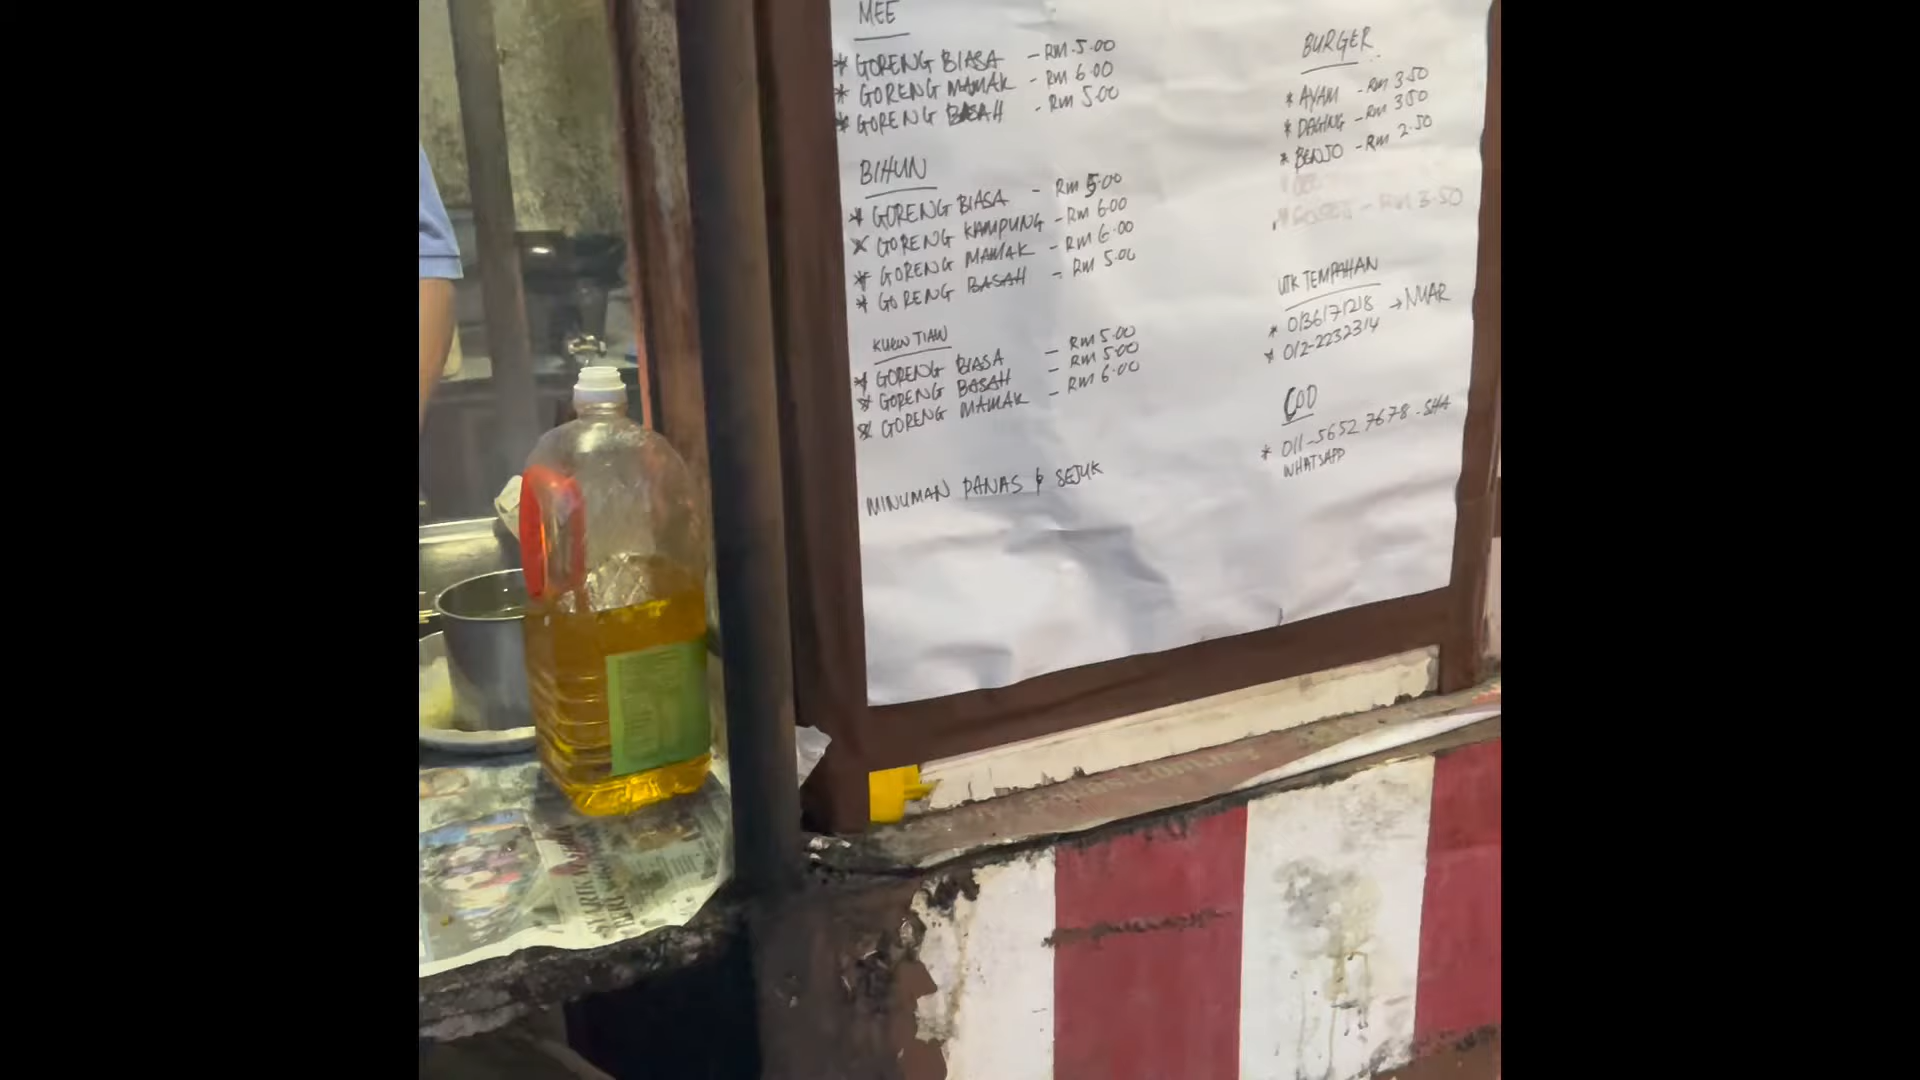 MEE
* GORENG BIASA - RM.5.00
* GORENG MAMAK - RM 6.00
* GORENG BASAH - RM 5.00
BIHUN
* GORENG BIASA - RM 5.00
* GORENG KAMPUNG - RM 6.00
* GORENG MAMAK - RM 6.00
* GORENG BASAH - RM 5.00
KUEW TIAW
* GORENG BIASA - RM 5.00
* GORENG BASAH - RM 5.00
* GORENG MAMAK - RM 6.00
MINUMAN PANAS & SEJUK
BURGER
* AYAM - RM 3.50
* DAGING - RM 3.50
* BENJO - RM 2.50
- RM 3.50
UTK TEMPAHAN
* 0136171218 → NUAR
* 012-2232314
COD
* 011-5652 7678 - SHA
WHATSAPP